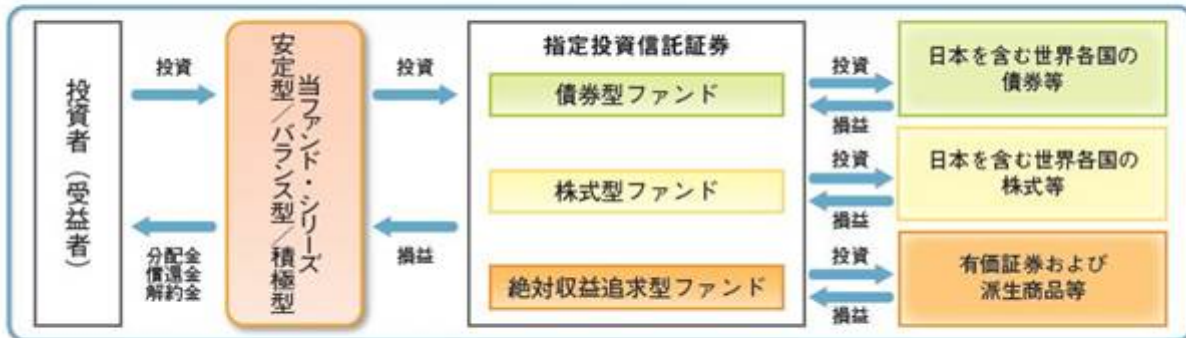 投資者（受益者）
投資
分配金
償還金
解約金
当ファンド・シリーズ
安定型／バランス型／積極型
投資
損益
指定投資信託証券
債券型ファンド
株式型ファンド
絶対収益追求型ファンド
投資
損益
投資
損益
投資
損益
日本を含む世界各国の
債券等
日本を含む世界各国の
株式等
有価証券および
派生商品等